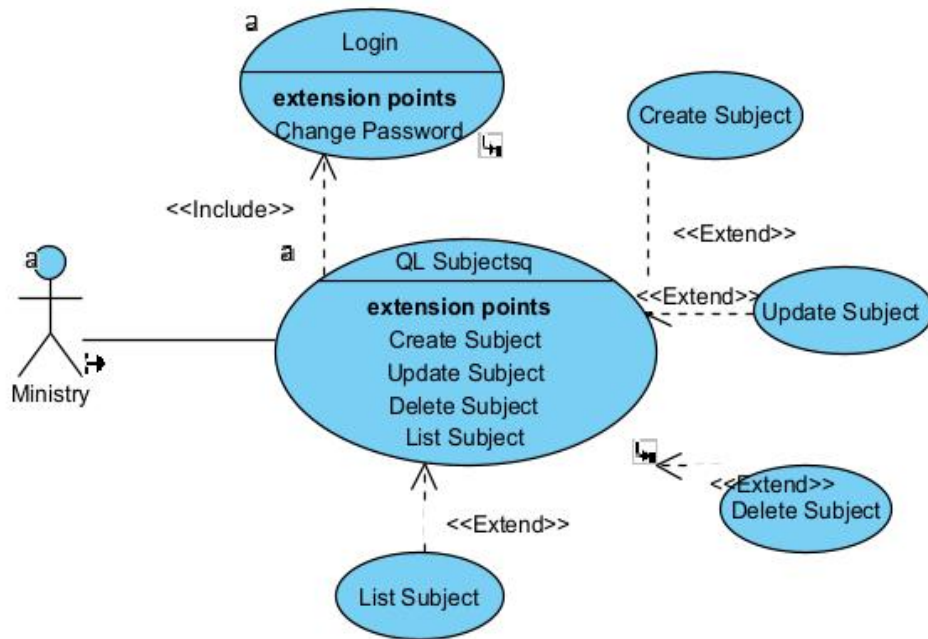 a
Login
extension points
Change Password
Create Subject
<<Include>>
<<Extend>>
a
QL Subjectsq
a
extension points
<<Extend>>
Create Subject
Update Subject
Update Subject
Ministry
Delete Subject
List Subject
<<Extend>>
Delete Subject
<<Extend>>
List Subject